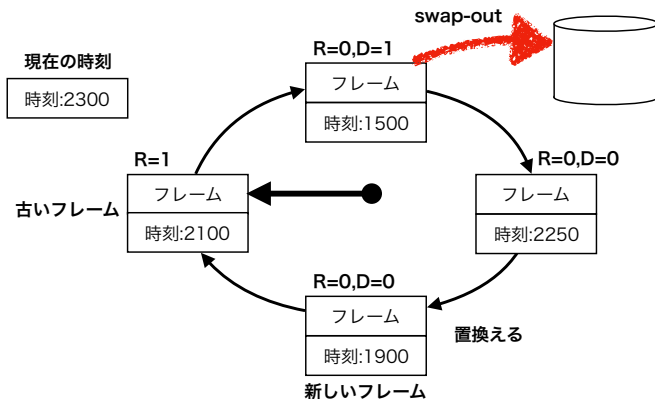 swap-out
現在の時刻
時刻:2300
R=0,D=1
フレーム
時刻:1500
R=1
フレーム
時刻:2100
古いフレーム
R=0,D=0
フレーム
時刻:2250
R=0,D=0
フレーム
時刻:1900
新しいフレーム
置換える